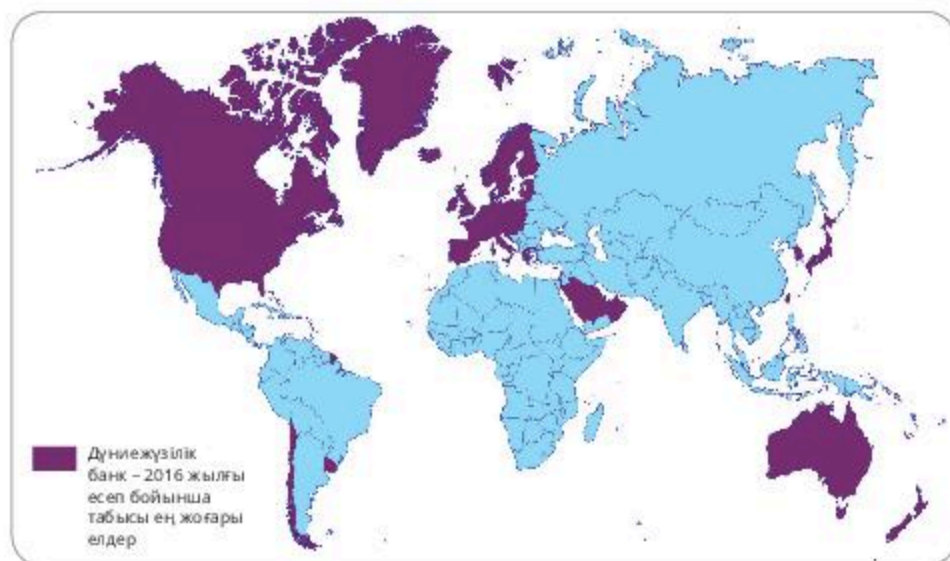 Дүниежүзілік
банк – 2016 жылғы
есеп бойынша
табысы ең жоғары
елдер